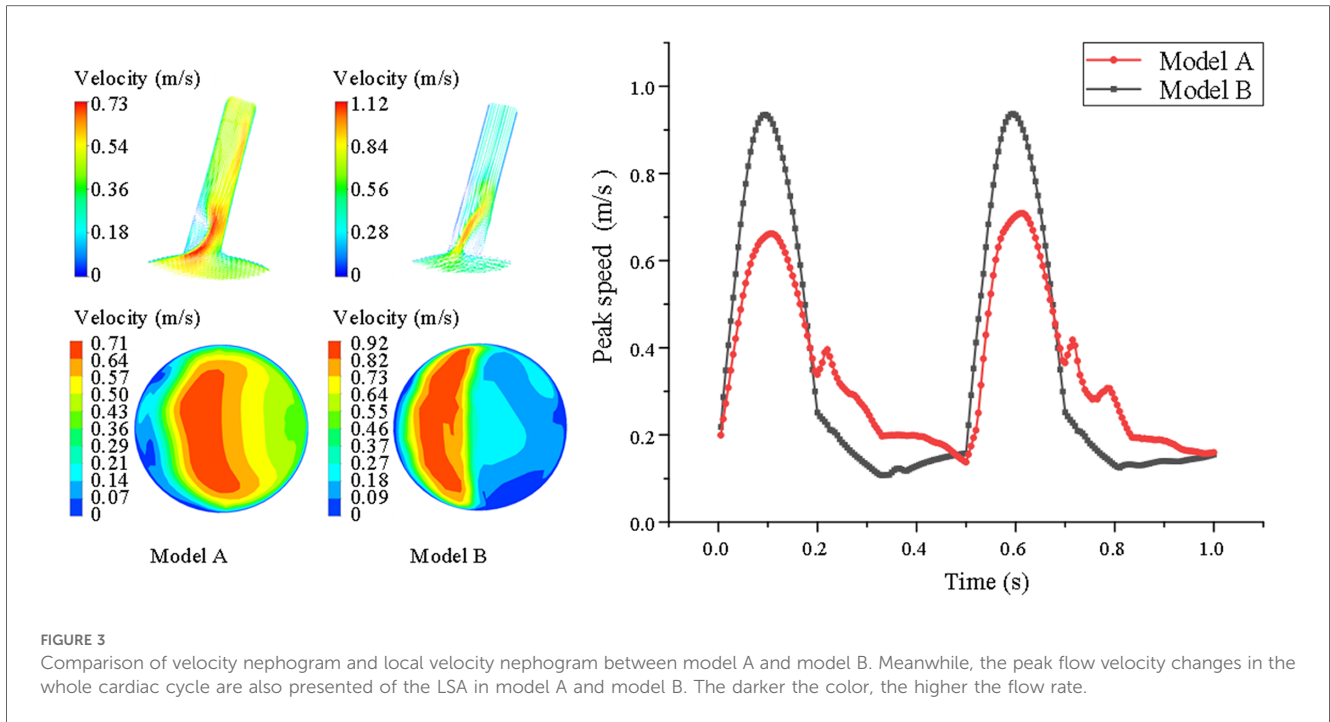 Velocity (m/s)
0.73
0.54
0.36
0.18
0
Velocity (m/s)
1.12
0.84
0.56
0.28
0
Velocity (m/s)
0.71
0.64
0.57
0.50
0.43
0.36
0.29
0.21
0.14
0.07
0
Model A
Velocity (m/s)
0.92
0.82
0.73
0.64
0.55
0.46
0.37
0.27
0.18
0.09
0
Model B
Model A
Model B
Peak speed (m/s)
1.0
0.8
0.6
0.4
0.2
0.0
0.0 0.2 0.4 0.6 0.8 1.0
Time (s)
FIGURE 3
Comparison of velocity nephogram and local velocity nephogram between model A and model B. Meanwhile, the peak flow velocity changes in the
whole cardiac cycle are also presented of the LSA in model A and model B. The darker the color, the higher the flow rate.